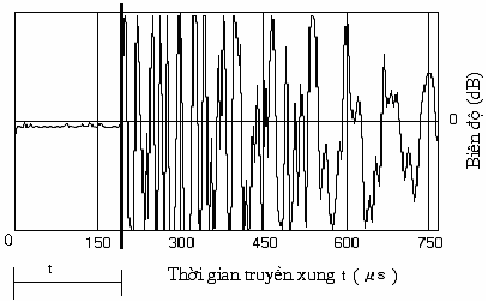 0
Biên độ (dB)
0 150 300 450 600 750
t
Thời gian truyền xung t ( μs )